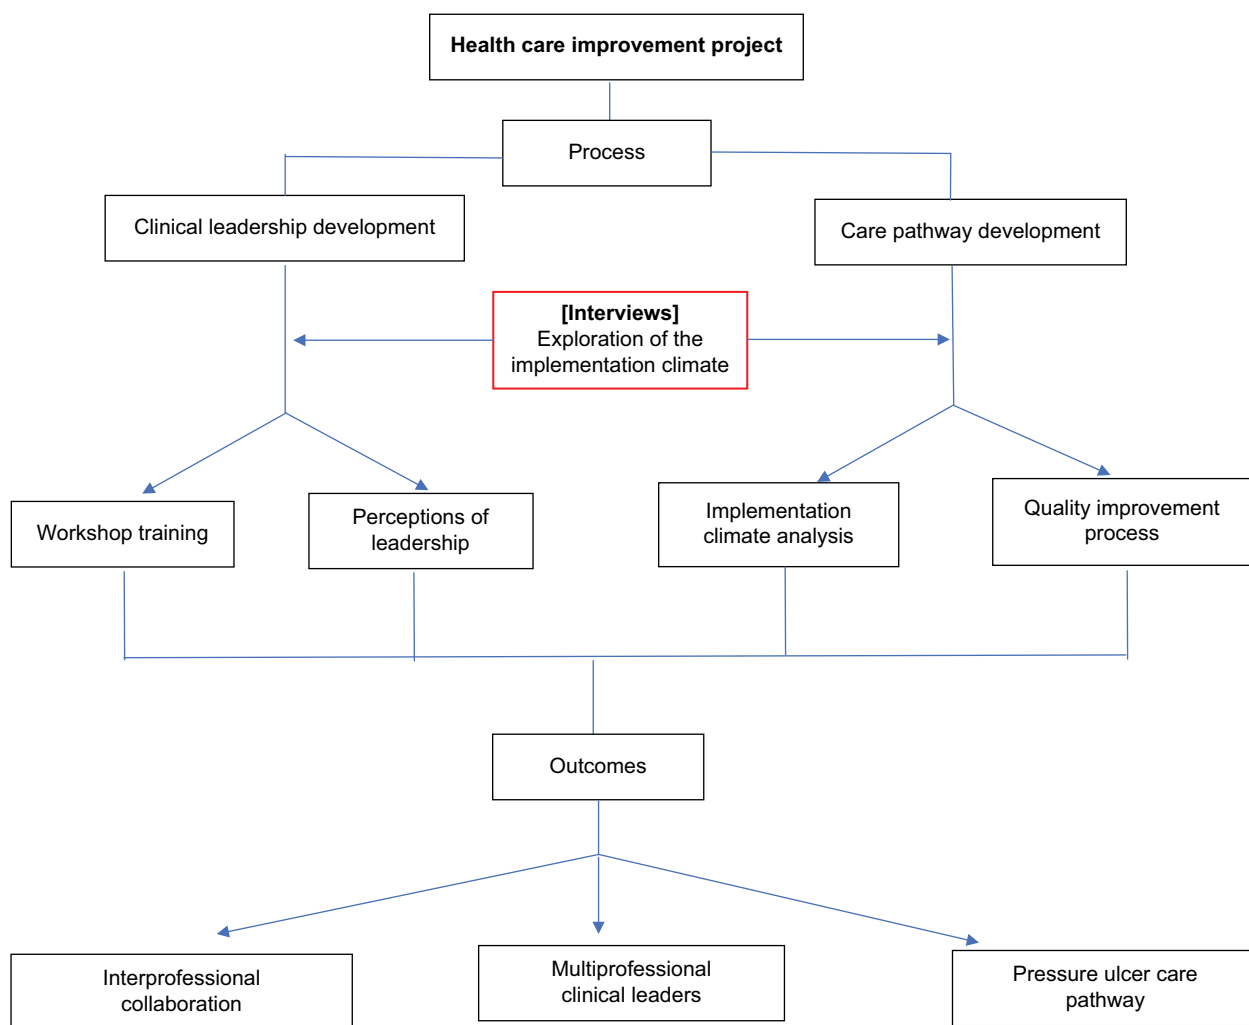 Health care improvement project
Process
Clinical leadership development
Care pathway development
[Interviews]
Exploration of the
implementation climate
Workshop training
Perceptions of
leadership
Implementation
climate analysis
Quality improvement
process
Outcomes
Interprofessional
collaboration
Multiprofessional
clinical leaders
Pressure ulcer care
pathway